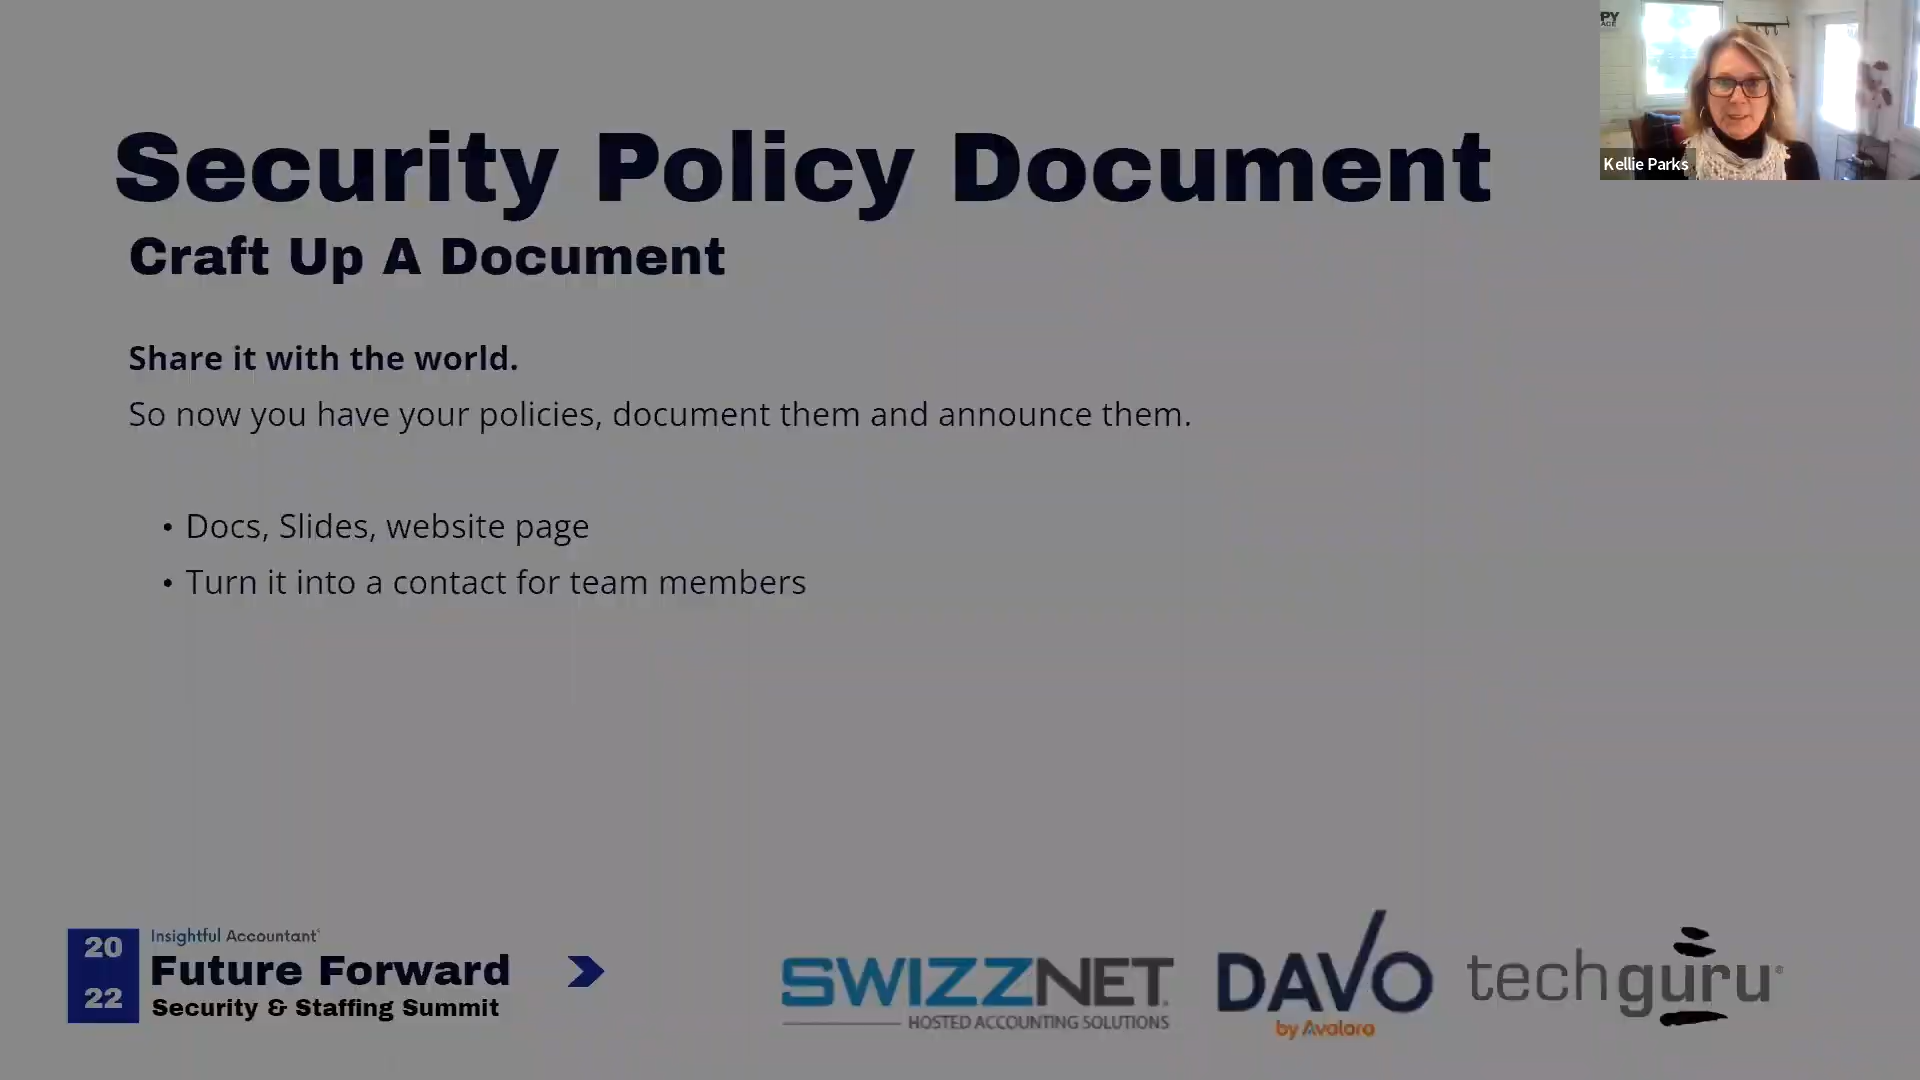 PY
Kellie Parks
Security Policy Document
Craft Up A Document
Share it with the world.
So now you have your policies, document them and announce them.
• Docs, Slides, website page
• Turn it into a contact for team members
20
22
Insightful Accountant
Future Forward
Security & Staffing Summit
SWIZZNET
HOSTED ACCOUNTING SOLUTIONS
DAVO
by Avalara
techguru